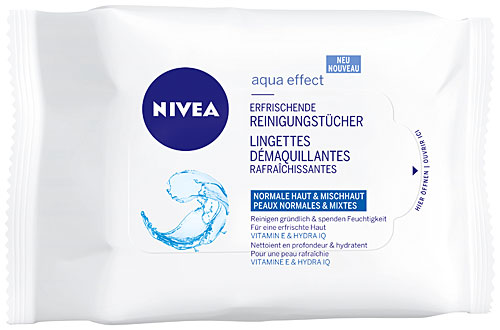 NEU
NOUVEAU
aqua effect
NIVEA
ERFRISCHENDE
REINIGUNGSTÜCHER
LINGETTES
DÉMAQUILLANTES
RAFRAÎCHISSANTES
NORMALE HAUT & MISCHHAUT
PEAUX NORMALES & MIXTES
Reinigen gründlich & spenden Feuchtigkeit
Für eine erfrischte Haut
VITAMIN E & HYDRA IQ
Nettoient en profondeur & hydratent
Pour une peau rafraîchie
VITAMINE E & HYDRA IQ
HIER ÖFFNEN | OUVRIR ICI